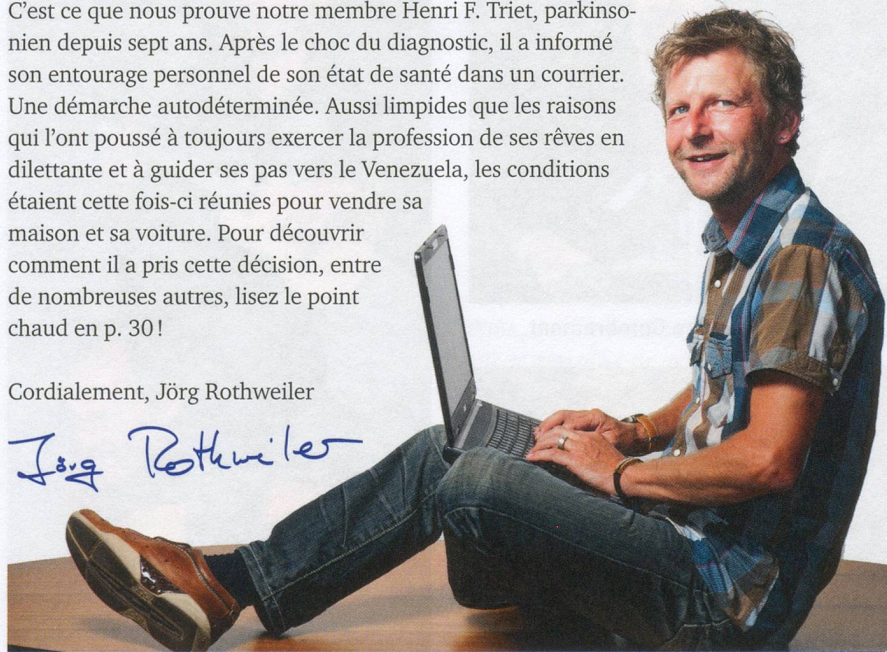 C’est ce que nous prouve notre membre Henri F. Triet, parkinso-
nien depuis sept ans. Après le choc du diagnostic, il a informé
son entourage personnel de son état de santé dans un courrier.
Une démarche autodéterminée. Aussi limpides que les raisons
qui l’ont poussé à toujours exercer la profession de ses rêves en
dilettante et à guider ses pas vers le Venezuela, les conditions
étaient cette fois-ci réunies pour vendre sa
maison et sa voiture. Pour découvrir
comment il a pris cette décision, entre
de nombreuses autres, lisez le point
chaud en p. 30 !
Cordialement, Jörg Rothweiler
Jörg Rothweiler